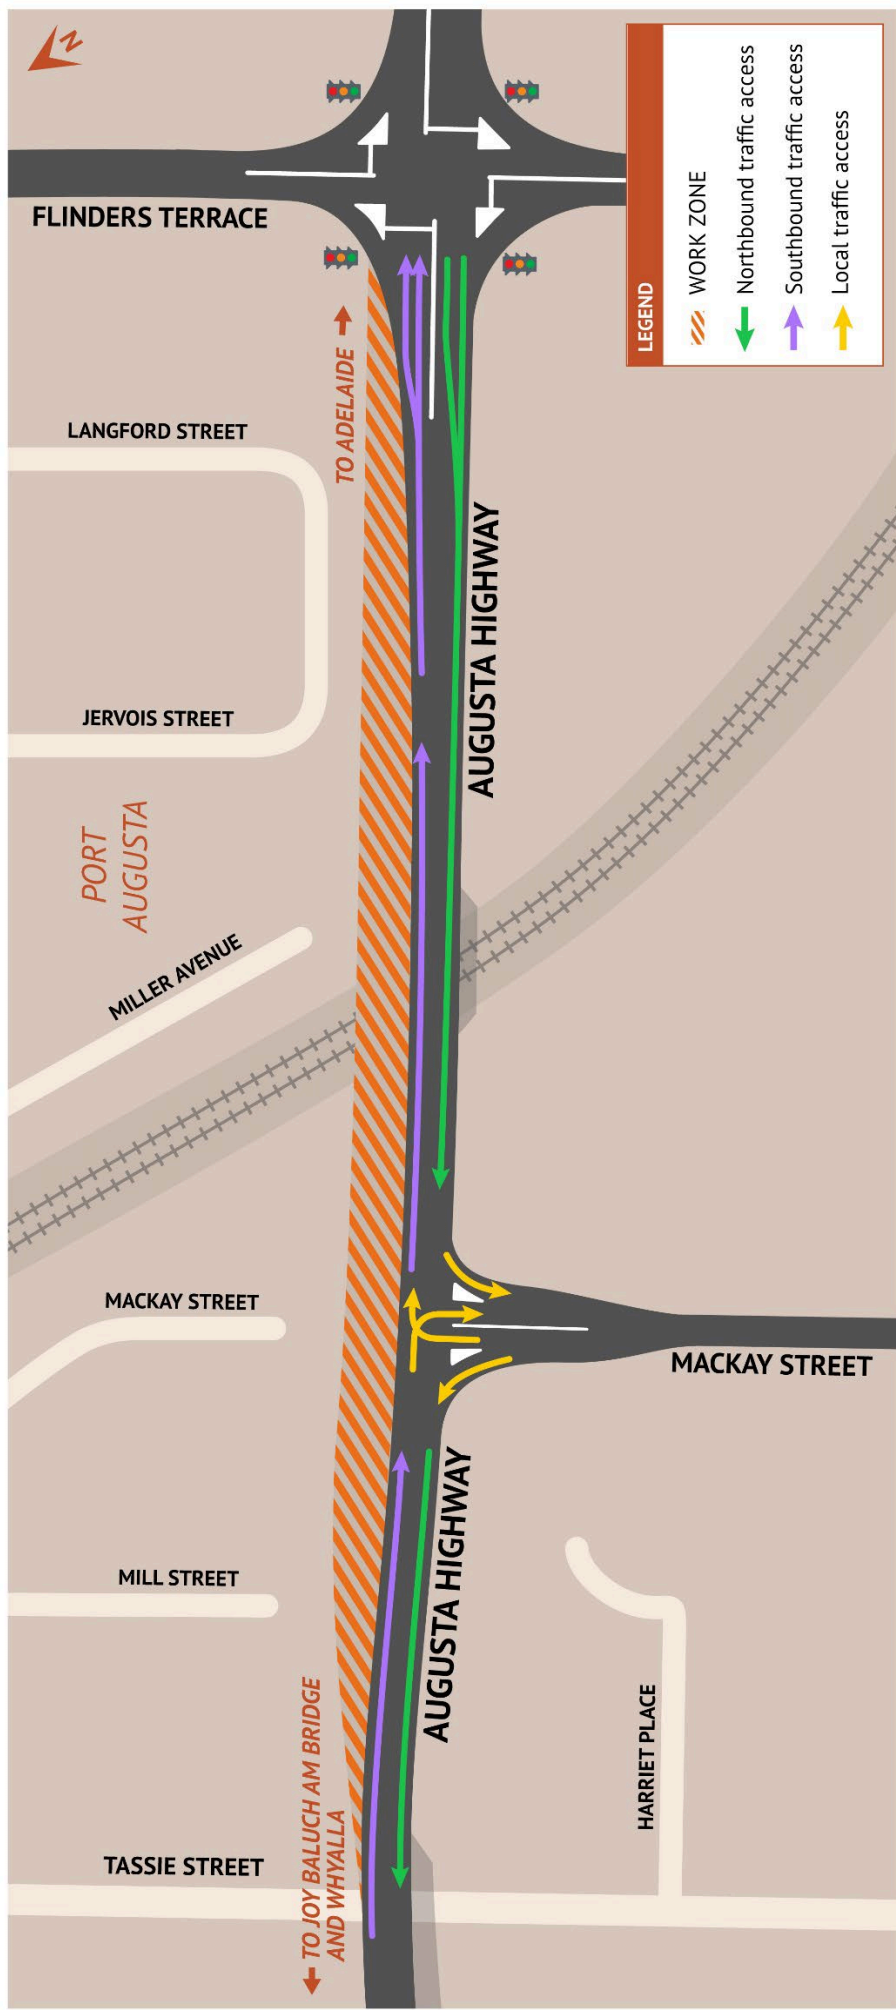 N
FLINDERS TERRACE
LEGEND
WORK ZONE
Northbound traffic access
Southbound traffic access
Local traffic access
TO ADELAIDE
LANGFORD STREET
AUGUSTA HIGHWAY
JERVOIS STREET
PORT
AUGUSTA
MILLER AVENUE
MACKAY STREET
MACKAY STREET
AUGUSTA HIGHWAY
MILL STREET
HARRIET PLACE
TO JOY BALUCH AM BRIDGE
AND WHYALLA
TASSIE STREET